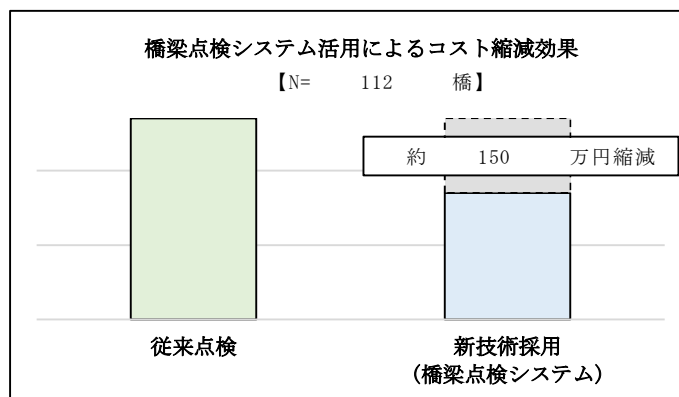 橋梁点検システム活用によるコスト縮減効果
【N= 112 橋】
約 150 万円縮減
従来点検
新技術採用
(橋梁点検システム)